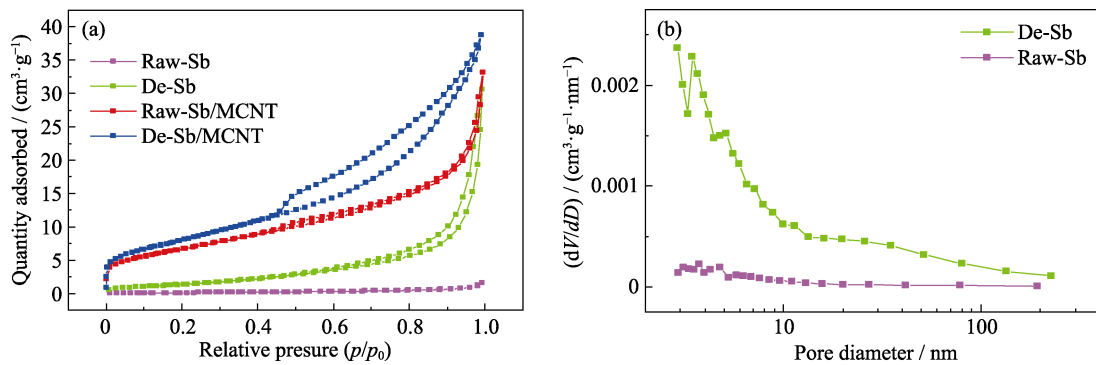 (a)
Raw-Sb
De-Sb
Raw-Sb/MCNT
De-Sb/MCNT
Quantity adsorbed / (cm³·g⁻¹)
40
35
30
25
20
15
10
5
0
0
0.2
0.4
0.6
0.8
1.0
Relative presure (p/p₀)
(b)
De-Sb
Raw-Sb
(dV/dD) / (cm³·g⁻¹·nm⁻¹)
0.002
0.001
0
10
100
Pore diameter / nm